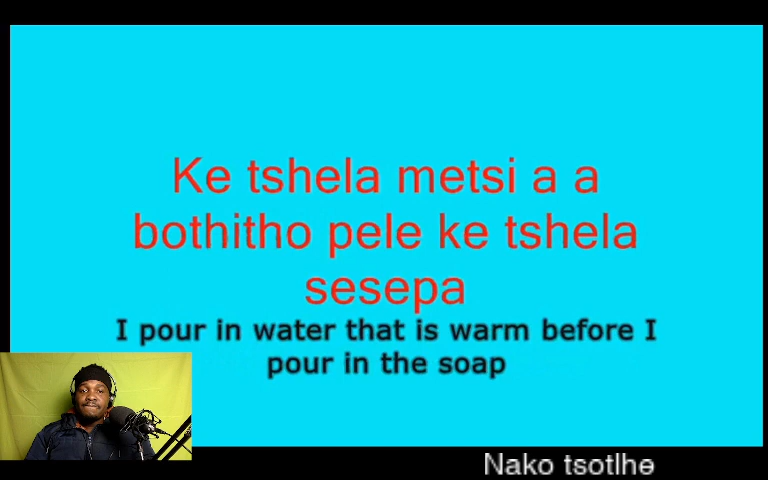 Ke tshela metsi a a
bothitho pele ke tshela
sesepa
I pour in water that is warm before I
pour in the soap
Nako tsotlhe